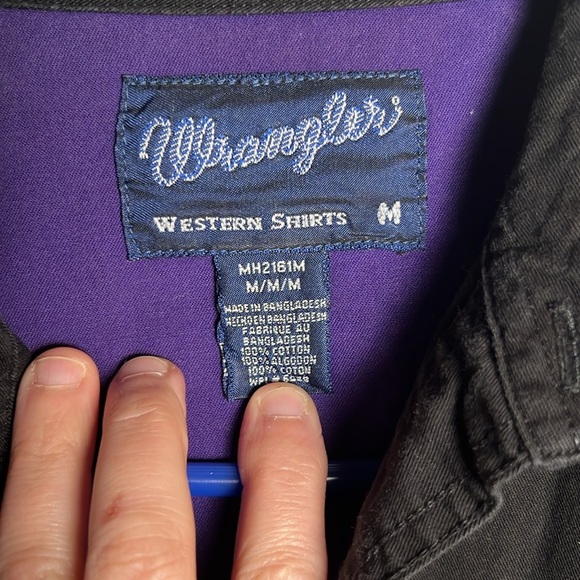 Wrangler®
WESTERN SHIRTS M
MH2161M
M/M/M
MADE IN BANGLADESH
HECHO EN BANGLADESH
FABRIQUE AU
BANGLADESH
100% COTTON
100% ALGODON
100% COTON
WPL #